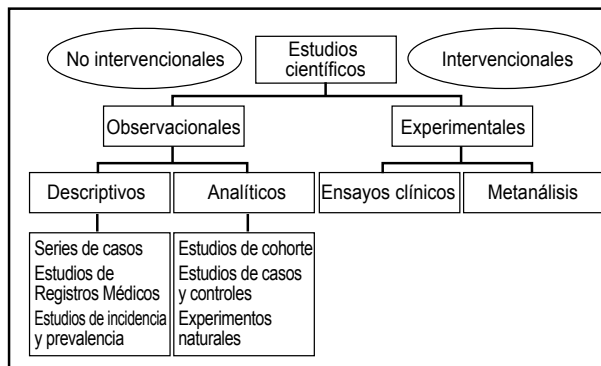 No intervencionales
Estudios
científicos
Intervencionales
Observacionales
Experimentales
Descriptivos
Analíticos
Ensayos clínicos
Metanálisis
Series de casos
Estudios de
Registros Médicos
Estudios de incidencia
y prevalencia
Estudios de cohorte
Estudios de casos
y controles
Experimentos
naturales